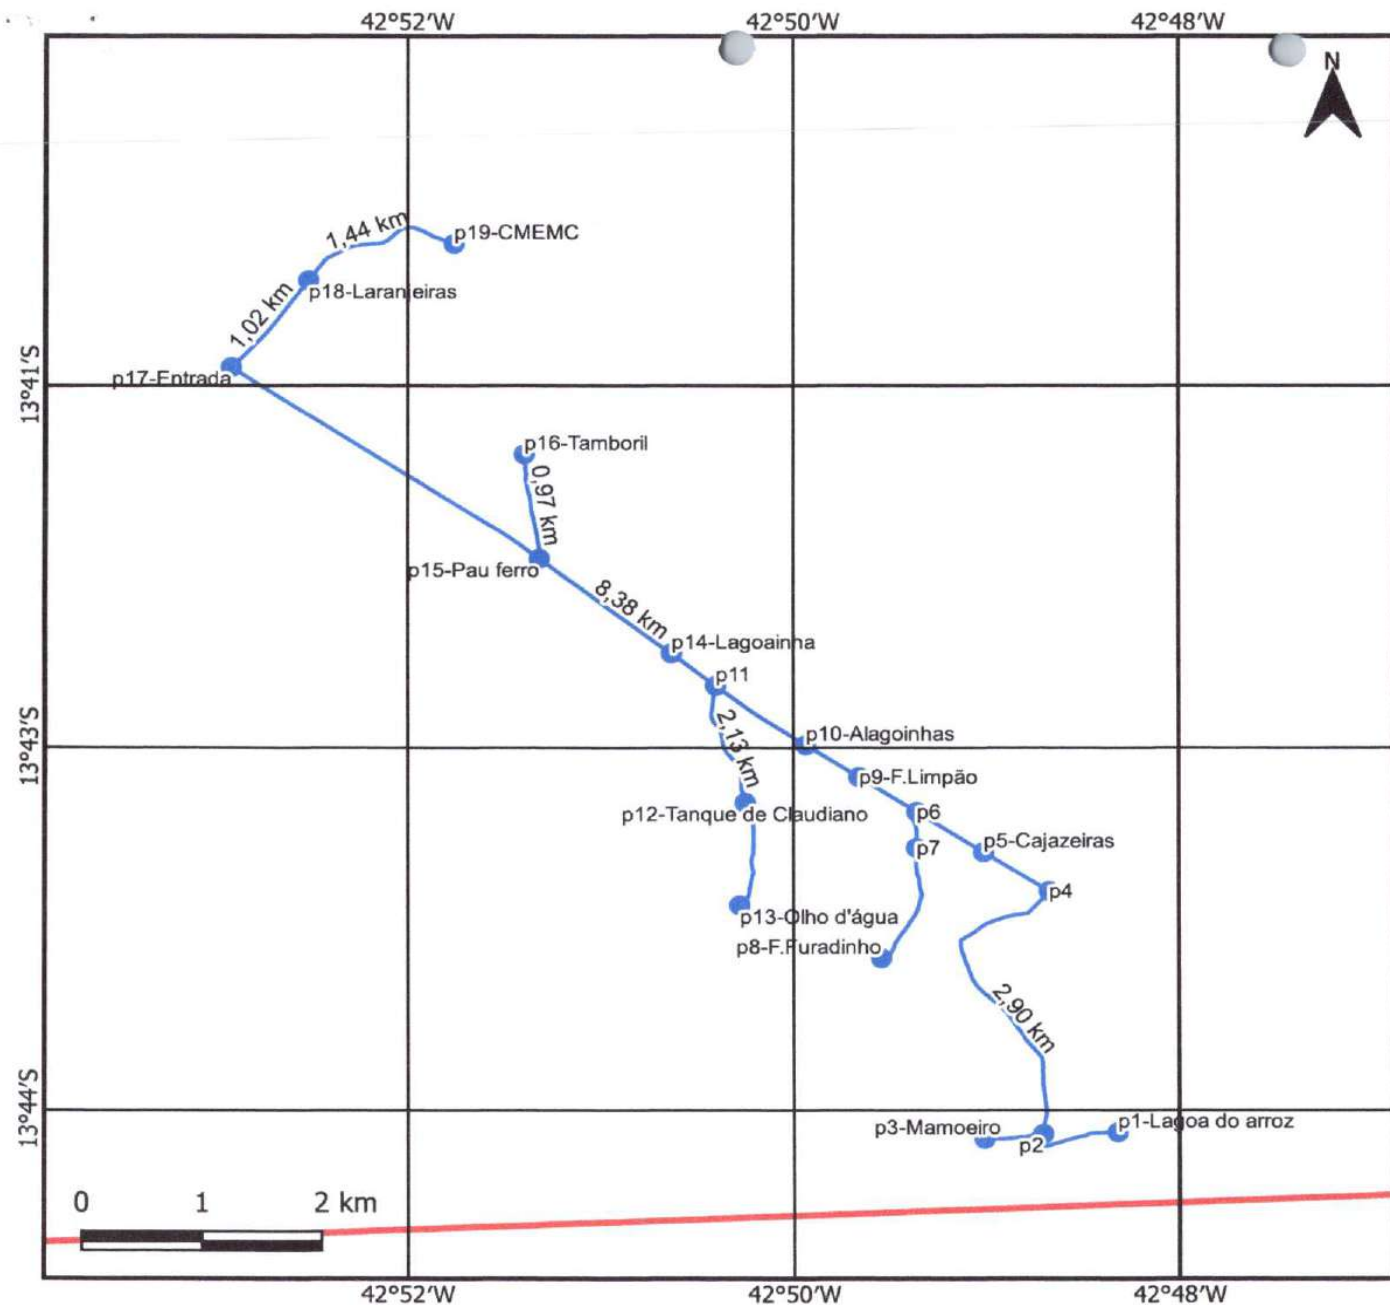 42°52'W 42°50'W 42°48'W
N
1,44 km
p19-CMEMC
p18-Laranjeiras
1,02 km
p17-Entrada
13°41'S
p16-Tamboril
0,97 km
p15-Pau ferro
8,38 km
p14-Lagoainha
p11
13°43'S
2,13 km
p10-Alagoinhas
p9-F.Limpão
p12-Tanque de Claudiano
p6
p7
p5-Cajazeiras
p4
p13-Olho d'água
p8-F.Furadinho
2,90 km
13°44'S
p3-Mamoeiro
p2
p1-Lagoa do arroz
0 1 2 km
42°52'W 42°50'W 42°48'W